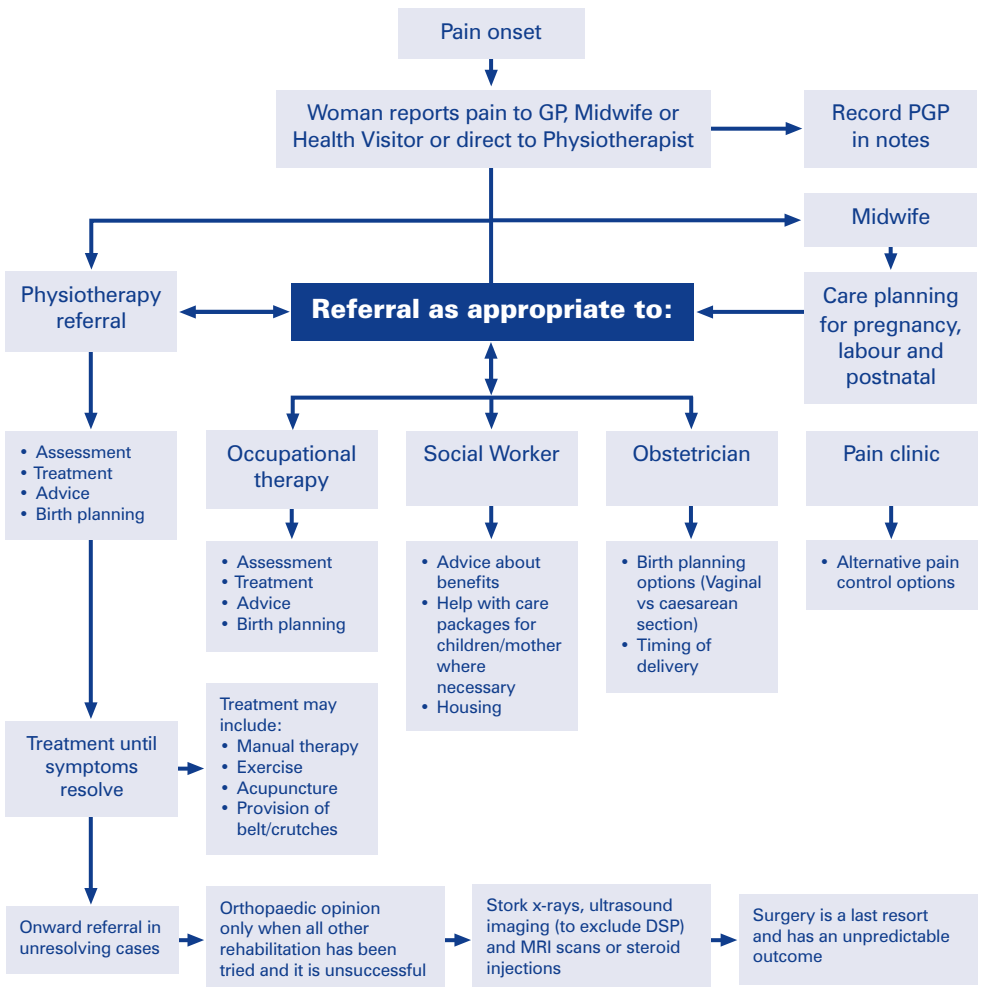 Pain onset
Woman reports pain to GP, Midwife or
Health Visitor or direct to Physiotherapist
Record PGP
in notes
Midwife
Physiotherapy
referral
Referral as appropriate to:
Care planning
for pregnancy,
labour and
postnatal
• Assessment
• Treatment
• Advice
• Birth planning
Occupational
therapy
Social Worker
Obstetrician
Pain clinic
• Assessment
• Treatment
• Advice
• Birth planning
• Advice about
benefits
• Help with care
packages for
children/mother
where
necessary
• Housing
• Birth planning
options (Vaginal
vs caesarean
section)
• Timing of
delivery
• Alternative pain
control options
Treatment until
symptoms
resolve
Treatment may
include:
• Manual therapy
• Exercise
• Acupuncture
• Provision of
belt/crutches
Onward referral in
unresolving cases
Orthopaedic opinion
only when all other
rehabilitation has been
tried and it is unsuccessful
Stork x-rays, ultrasound
imaging (to exclude DSP)
and MRI scans or steroid
injections
Surgery is a last resort
and has an unpredictable
outcome